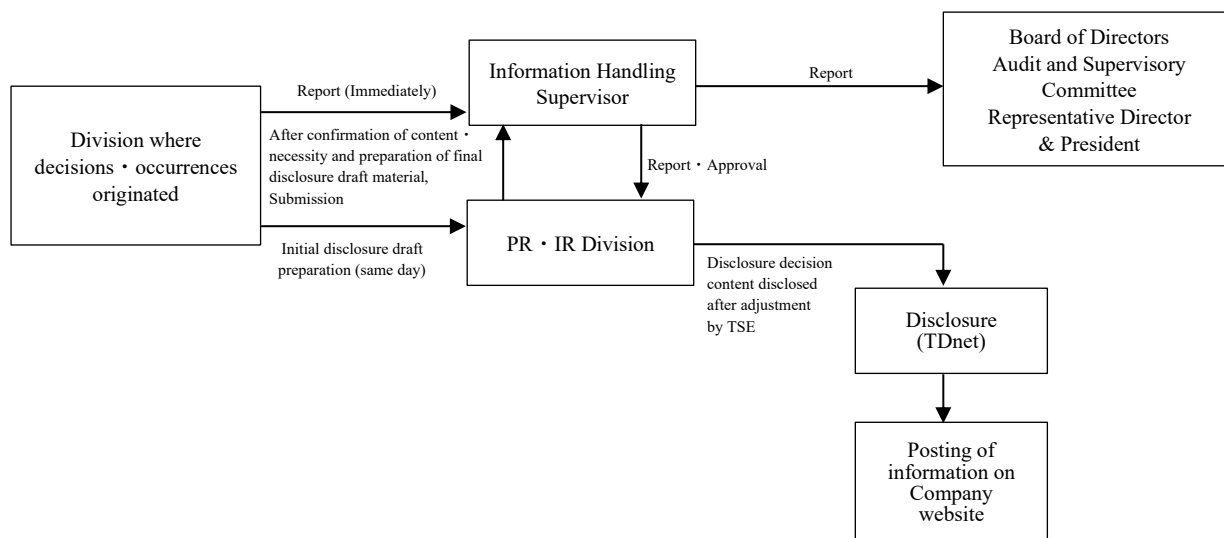 Division where
decisions・occurrences
originated
Report (Immediately)
After confirmation of content・
necessity and preparation of final
disclosure draft material,
Submission
Initial disclosure draft
preparation (same day)
Information Handling
Supervisor
Report・Approval
PR・IR Division
Report
Board of Directors
Audit and Supervisory
Committee
Representative Director
& President
Disclosure decision
content disclosed
after adjustment
by TSE
Disclosure
(TDnet)
Posting of
information on
Company
website